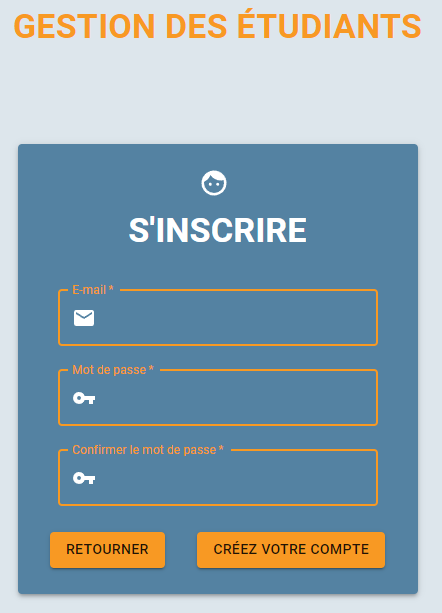 GESTION DES ÉTUDIANTS
S'INSCRIRE
E-mail *
Mot de passe *
Confirmer le mot de passe *
RETOURNER
CRÉEZ VOTRE COMPTE